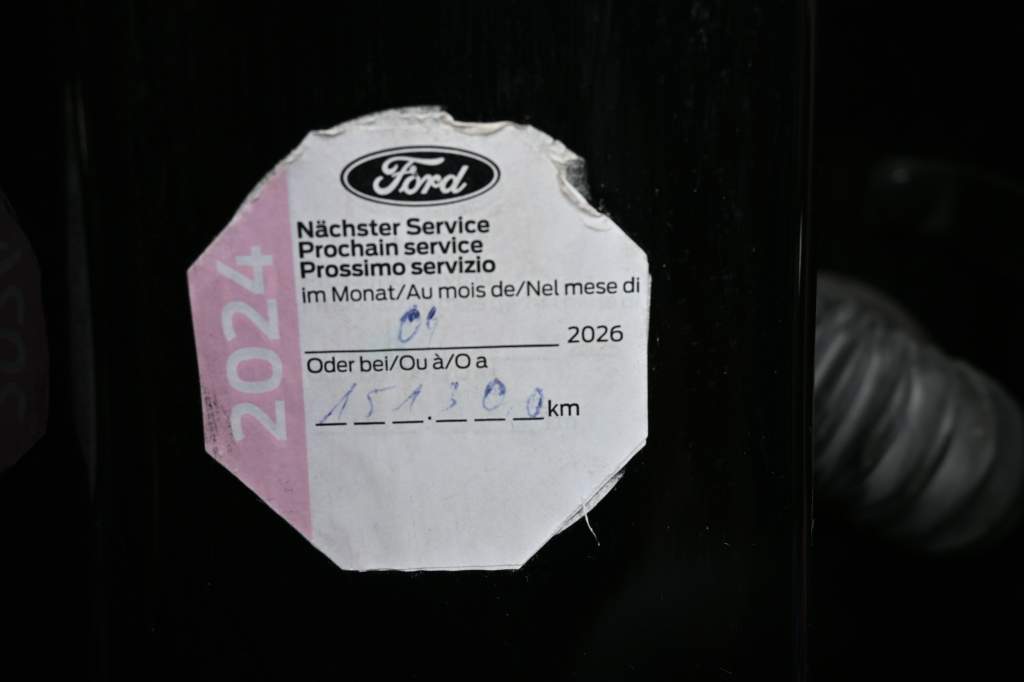 Ford
Nächster Service
Prochain service
Prossimo servizio
im Monat/Au mois de/Nel mese di
2026
Oder bei/Ou à/O a
151.300 km
2024